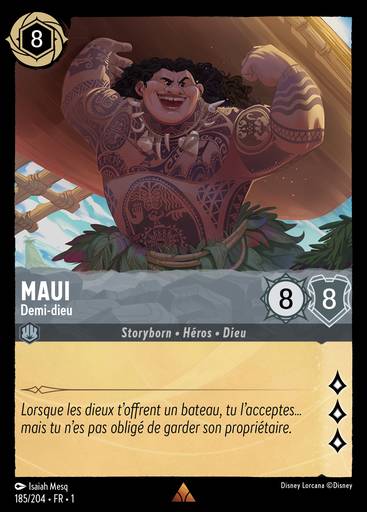 8
MAUI
Demi-dieu
8
8
Storyborn • Héros • Dieu
Lorsque les dieux t'offrent un bateau, tu l'acceptes...
mais tu n'es pas obligé de garder son propriétaire.
Isaiah Mesq
Disney Lorcana ©Disney
185/204 • FR • 1